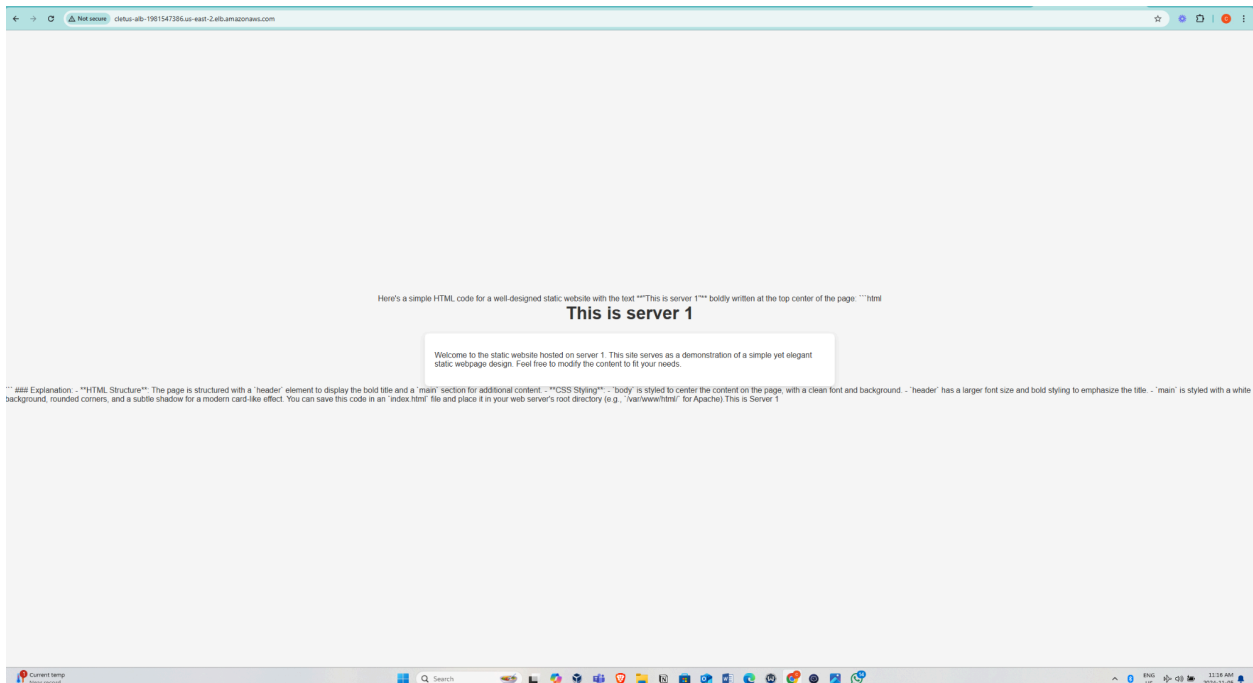 Not secure
cletus-alb-1981547386.us-east-2.elb.amazonaws.com
Here's a simple HTML code for a well-designed static website with the text **"This is server 1"** boldly written at the top center of the page: ```html
This is server 1
Welcome to the static website hosted on server 1. This site serves as a demonstration of a simple yet elegant
static webpage design. Feel free to modify the content to fit your needs.
``` ### Explanation: - **HTML Structure**: The page is structured with a `header` element to display the bold title and a `main` section for additional content. - **CSS Styling**: - `body` is styled to center the content on the page, with a clean font and background. - `header` has a larger font size and bold styling to emphasize the title. - `main` is styled with a white
background, rounded corners, and a subtle shadow for a modern card-like effect. You can save this code in an `index.html` file and place it in your web server's root directory (e.g., `/var/www/html/` for Apache).This is Server 1
Current temp
Search
ENG
US
11:16 AM